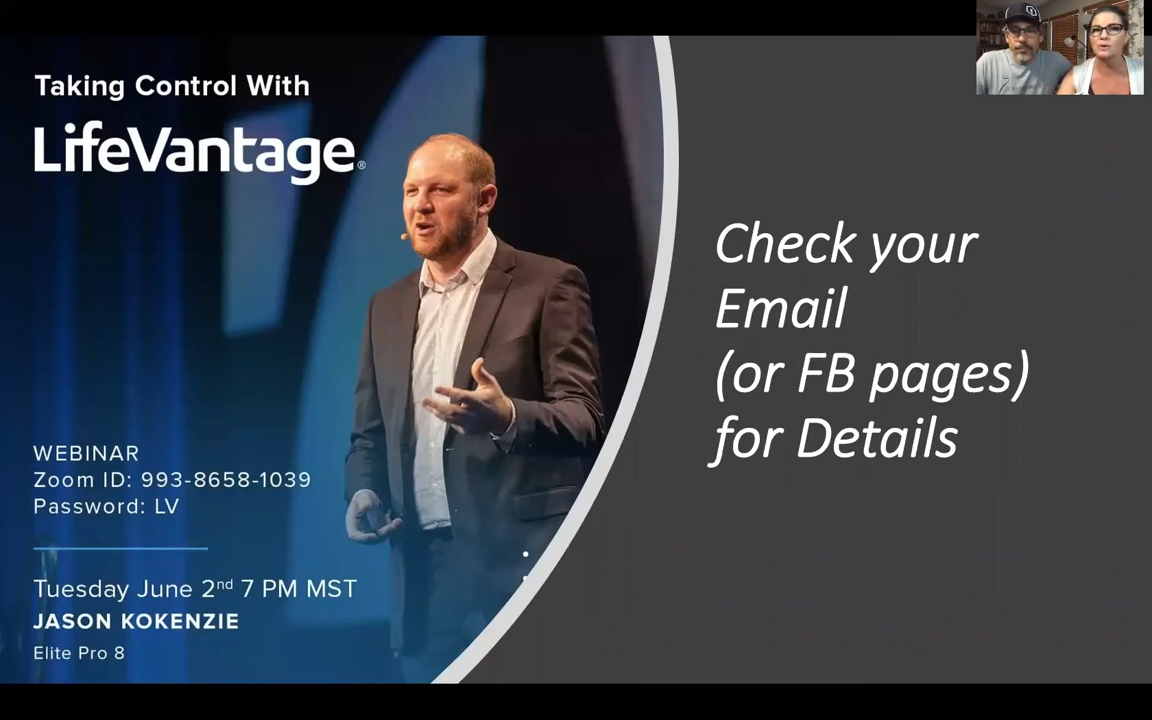 Taking Control With
LifeVantage®
WEBINAR
Zoom ID: 993-8658-1039
Password: LV
Tuesday June 2nd 7 PM MST
JASON KOKENZIE
Elite Pro 8
Check your
Email
(or FB pages)
for Details